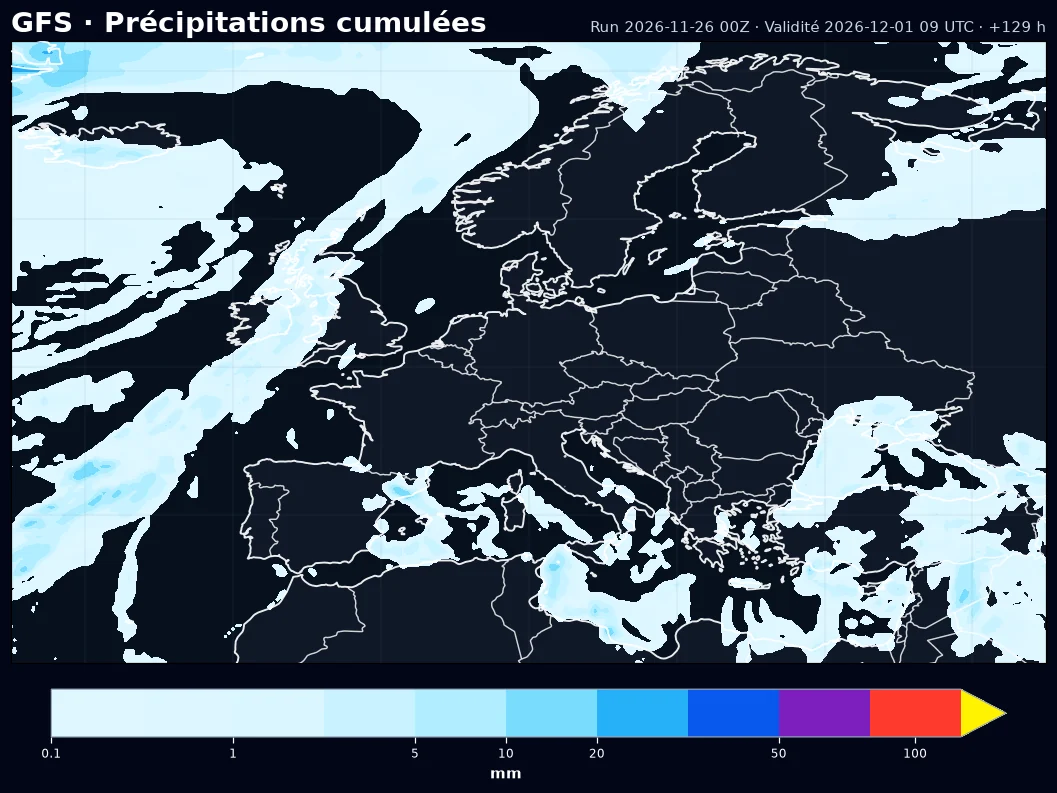 GFS · Précipitations cumulées
Run 2026-11-26 00Z · Validité 2026-12-01 09 UTC · +129 h
0.1 1 5 10 20 50 100
mm